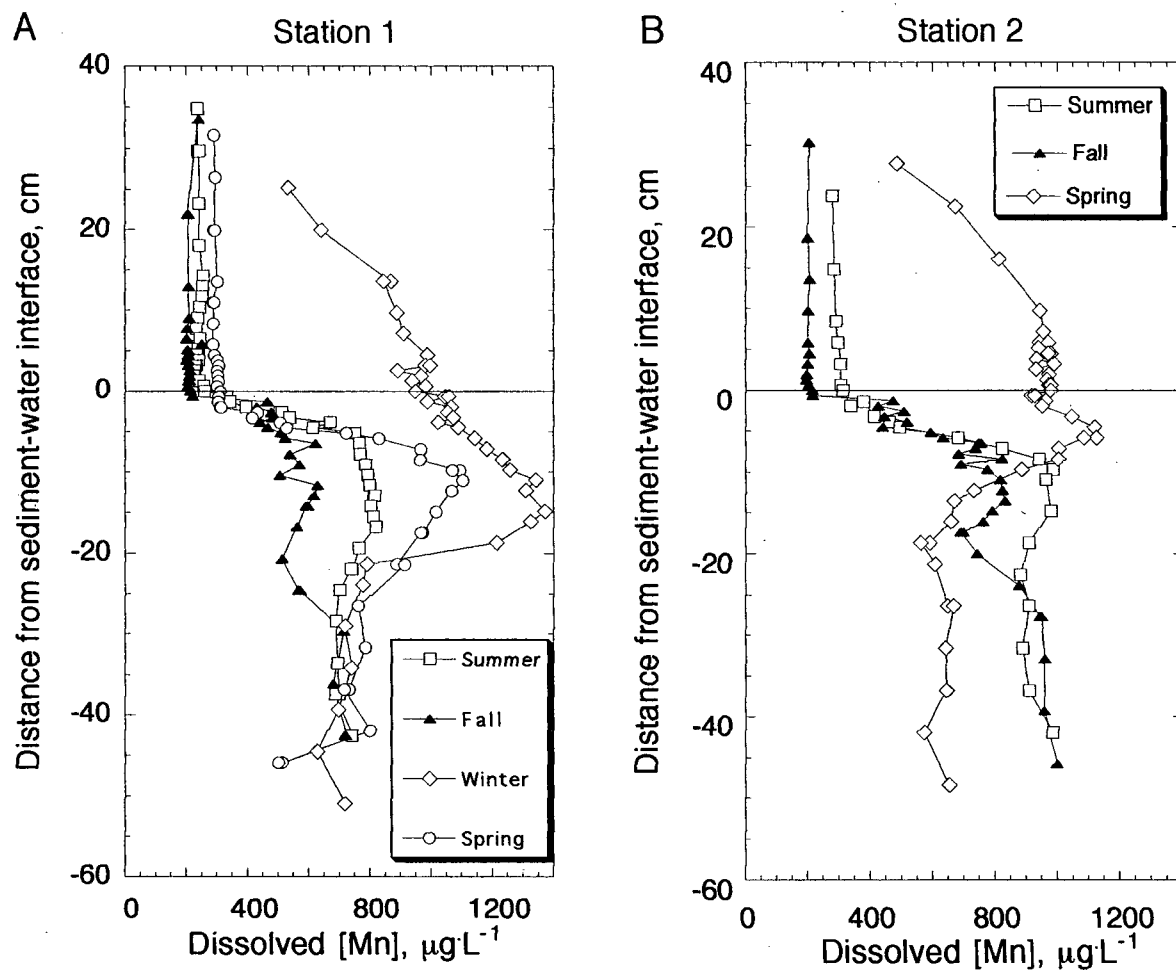 A
Station 1
40
20
0
-20
-40
-60
Distance from sediment-water interface, cm
Summer
Fall
Winter
Spring
0
400
800
1200
Dissolved [Mn], µg·L-1
B
Station 2
40
20
0
-20
-40
-60
Distance from sediment-water interface, cm
Summer
Fall
Spring
0
400
800
1200
Dissolved [Mn], µg·L-1